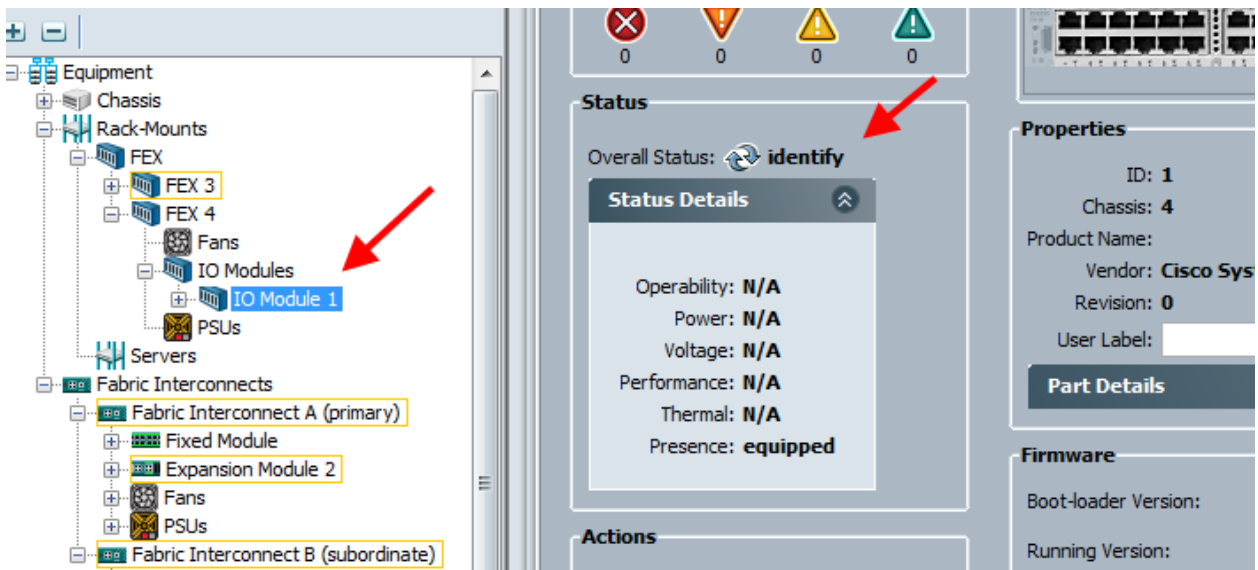 Equipment
Chassis
Rack-Mounts
FEX
FEX 3
FEX 4
Fans
IO Modules
IO Module 1
PSUs
Servers
Fabric Interconnects
Fabric Interconnect A (primary)
Fixed Module
Expansion Module 2
Fans
PSUs
Fabric Interconnect B (subordinate)
0 0 0 0
Status
Overall Status: identify
Status Details
Operability: N/A
Power: N/A
Voltage: N/A
Performance: N/A
Thermal: N/A
Presence: equipped
Actions
Properties
ID: 1
Chassis: 4
Product Name:
Vendor: Cisco Sys
Revision: 0
User Label:
Part Details
Firmware
Boot-loader Version:
Running Version: